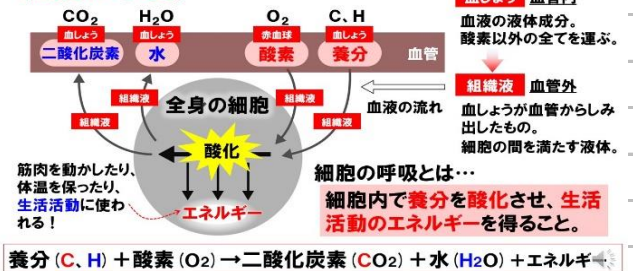 CO₂ H₂O O₂ C、H
血しょう 血しょう 赤血球 血しょう
二酸化炭素 水 酸素 養分 血管
血液の液体成分。
酸素以外の全てを運ぶ。
組織液 血管外
血しょうが血管からしみ
出したもの。
細胞の間を満たす液体。
血液の流れ
組織液 組織液
組織液 組織液
全身の細胞
酸化
エネルギー
筋肉を動かしたり、
体温を保ったり、
生活活動に使わ
れる!
細胞の呼吸とは…
細胞内で養分を酸化させ、生活
活動のエネルギーを得ること。
養分(C、H)+酸素(O₂)→二酸化炭素(CO₂)+水(H₂O)+エネルギー